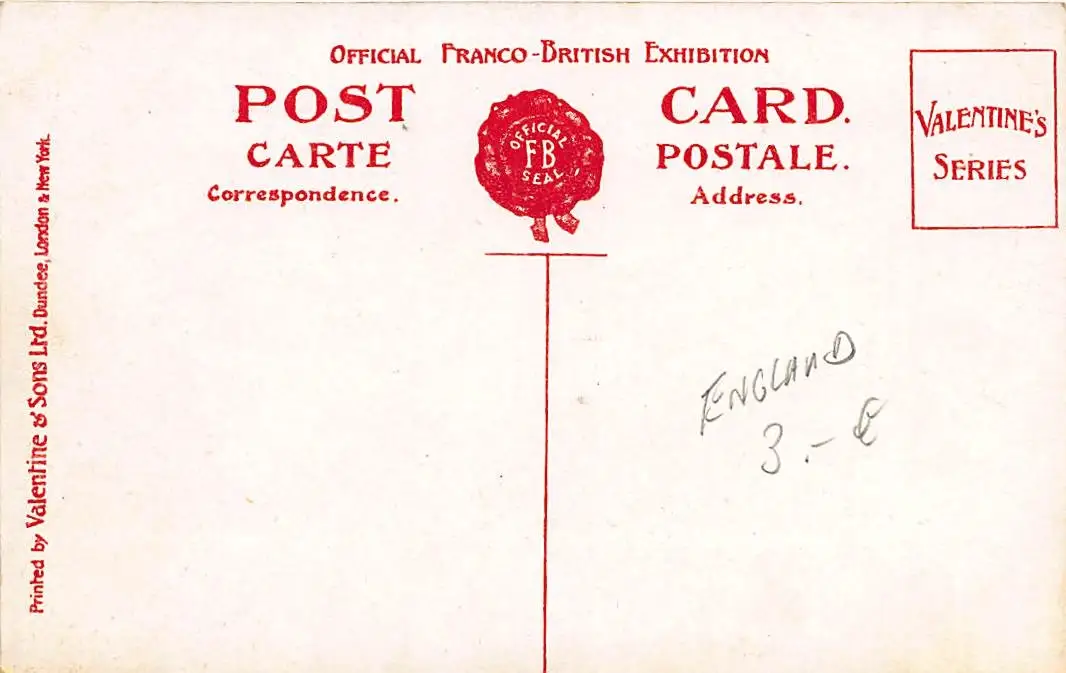 OFFICIAL FRANCO-BRITISH EXHIBITION
POST CARD.
CARTE POSTALE.
Correspondence. Address.
OFFICIAL
FB
SEAL
VALENTINE'S
SERIES
Printed by Valentine & Sons Ltd. Dundee, London & New York.
ENGLAND
3.- €